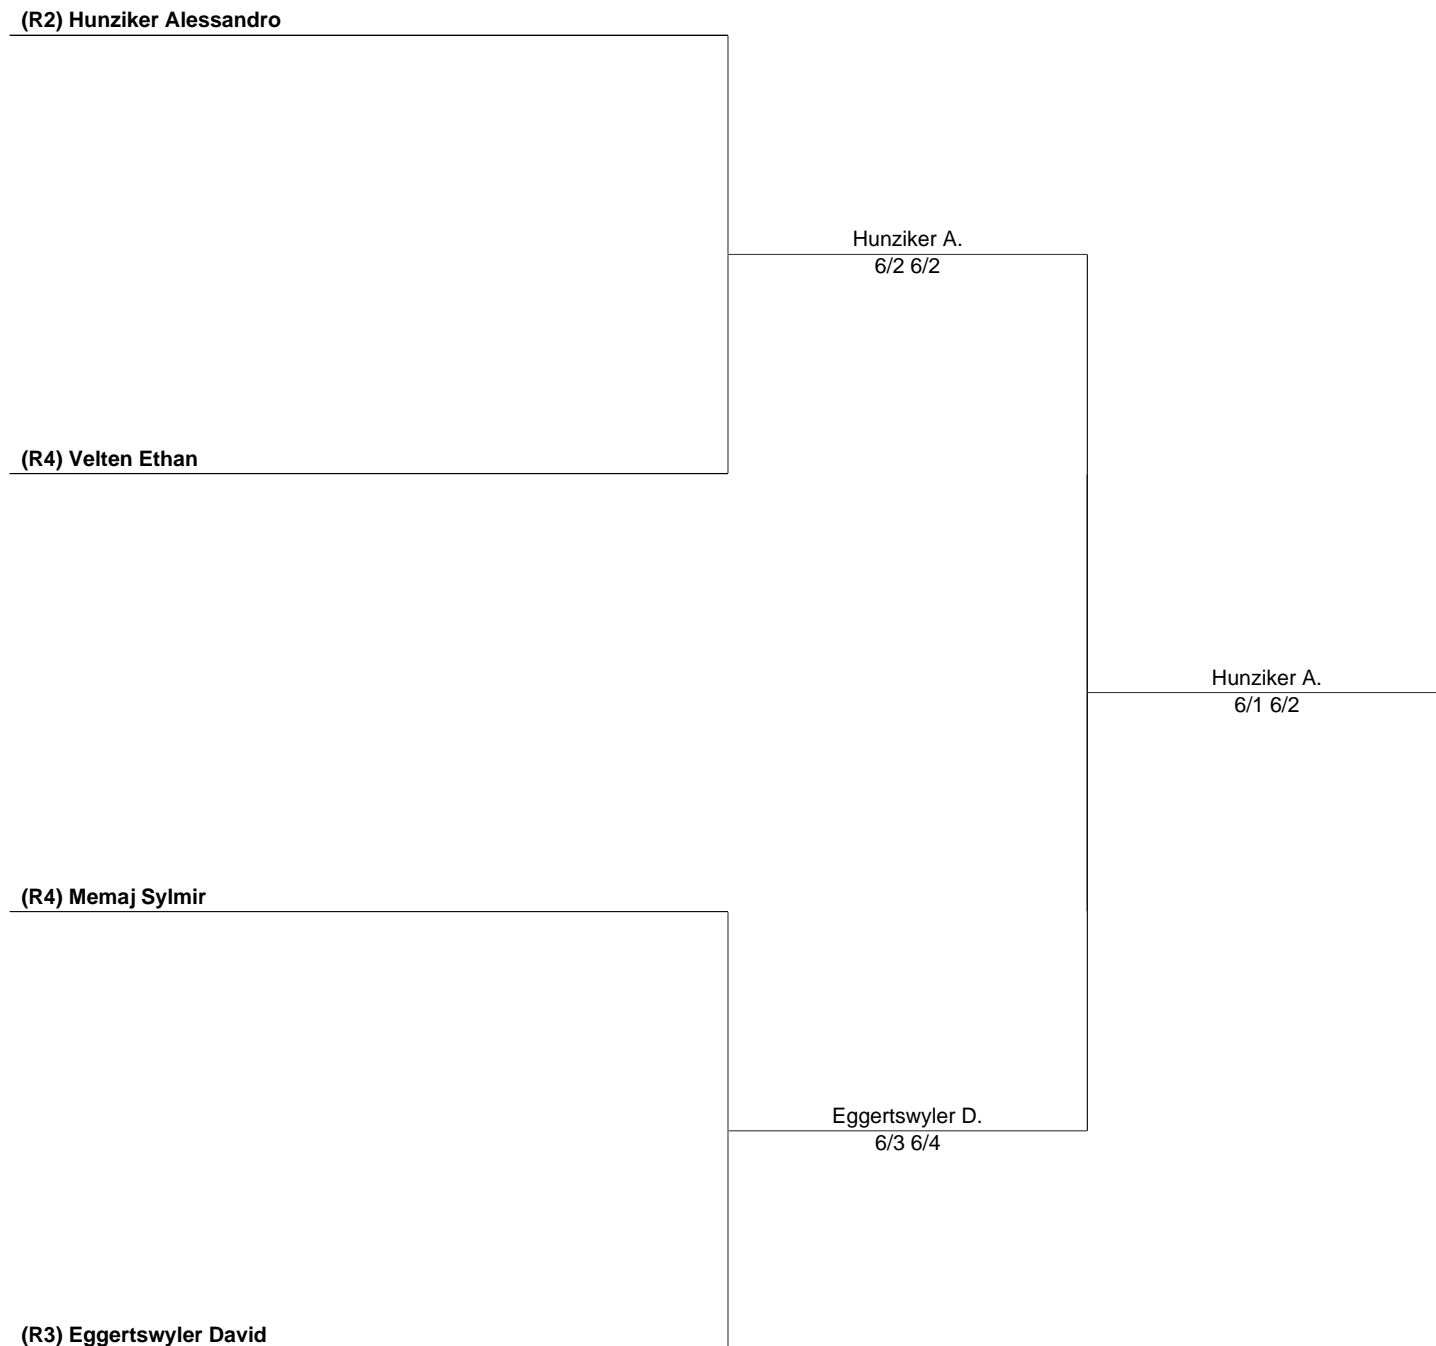 (R2) Hunziker Alessandro
Hunziker A.
6/2 6/2
(R4) Velten Ethan
Hunziker A.
6/1 6/2
(R4) Memaj Sylmir
Eggertswyler D.
6/3 6/4
(R3) Eggertswyler David